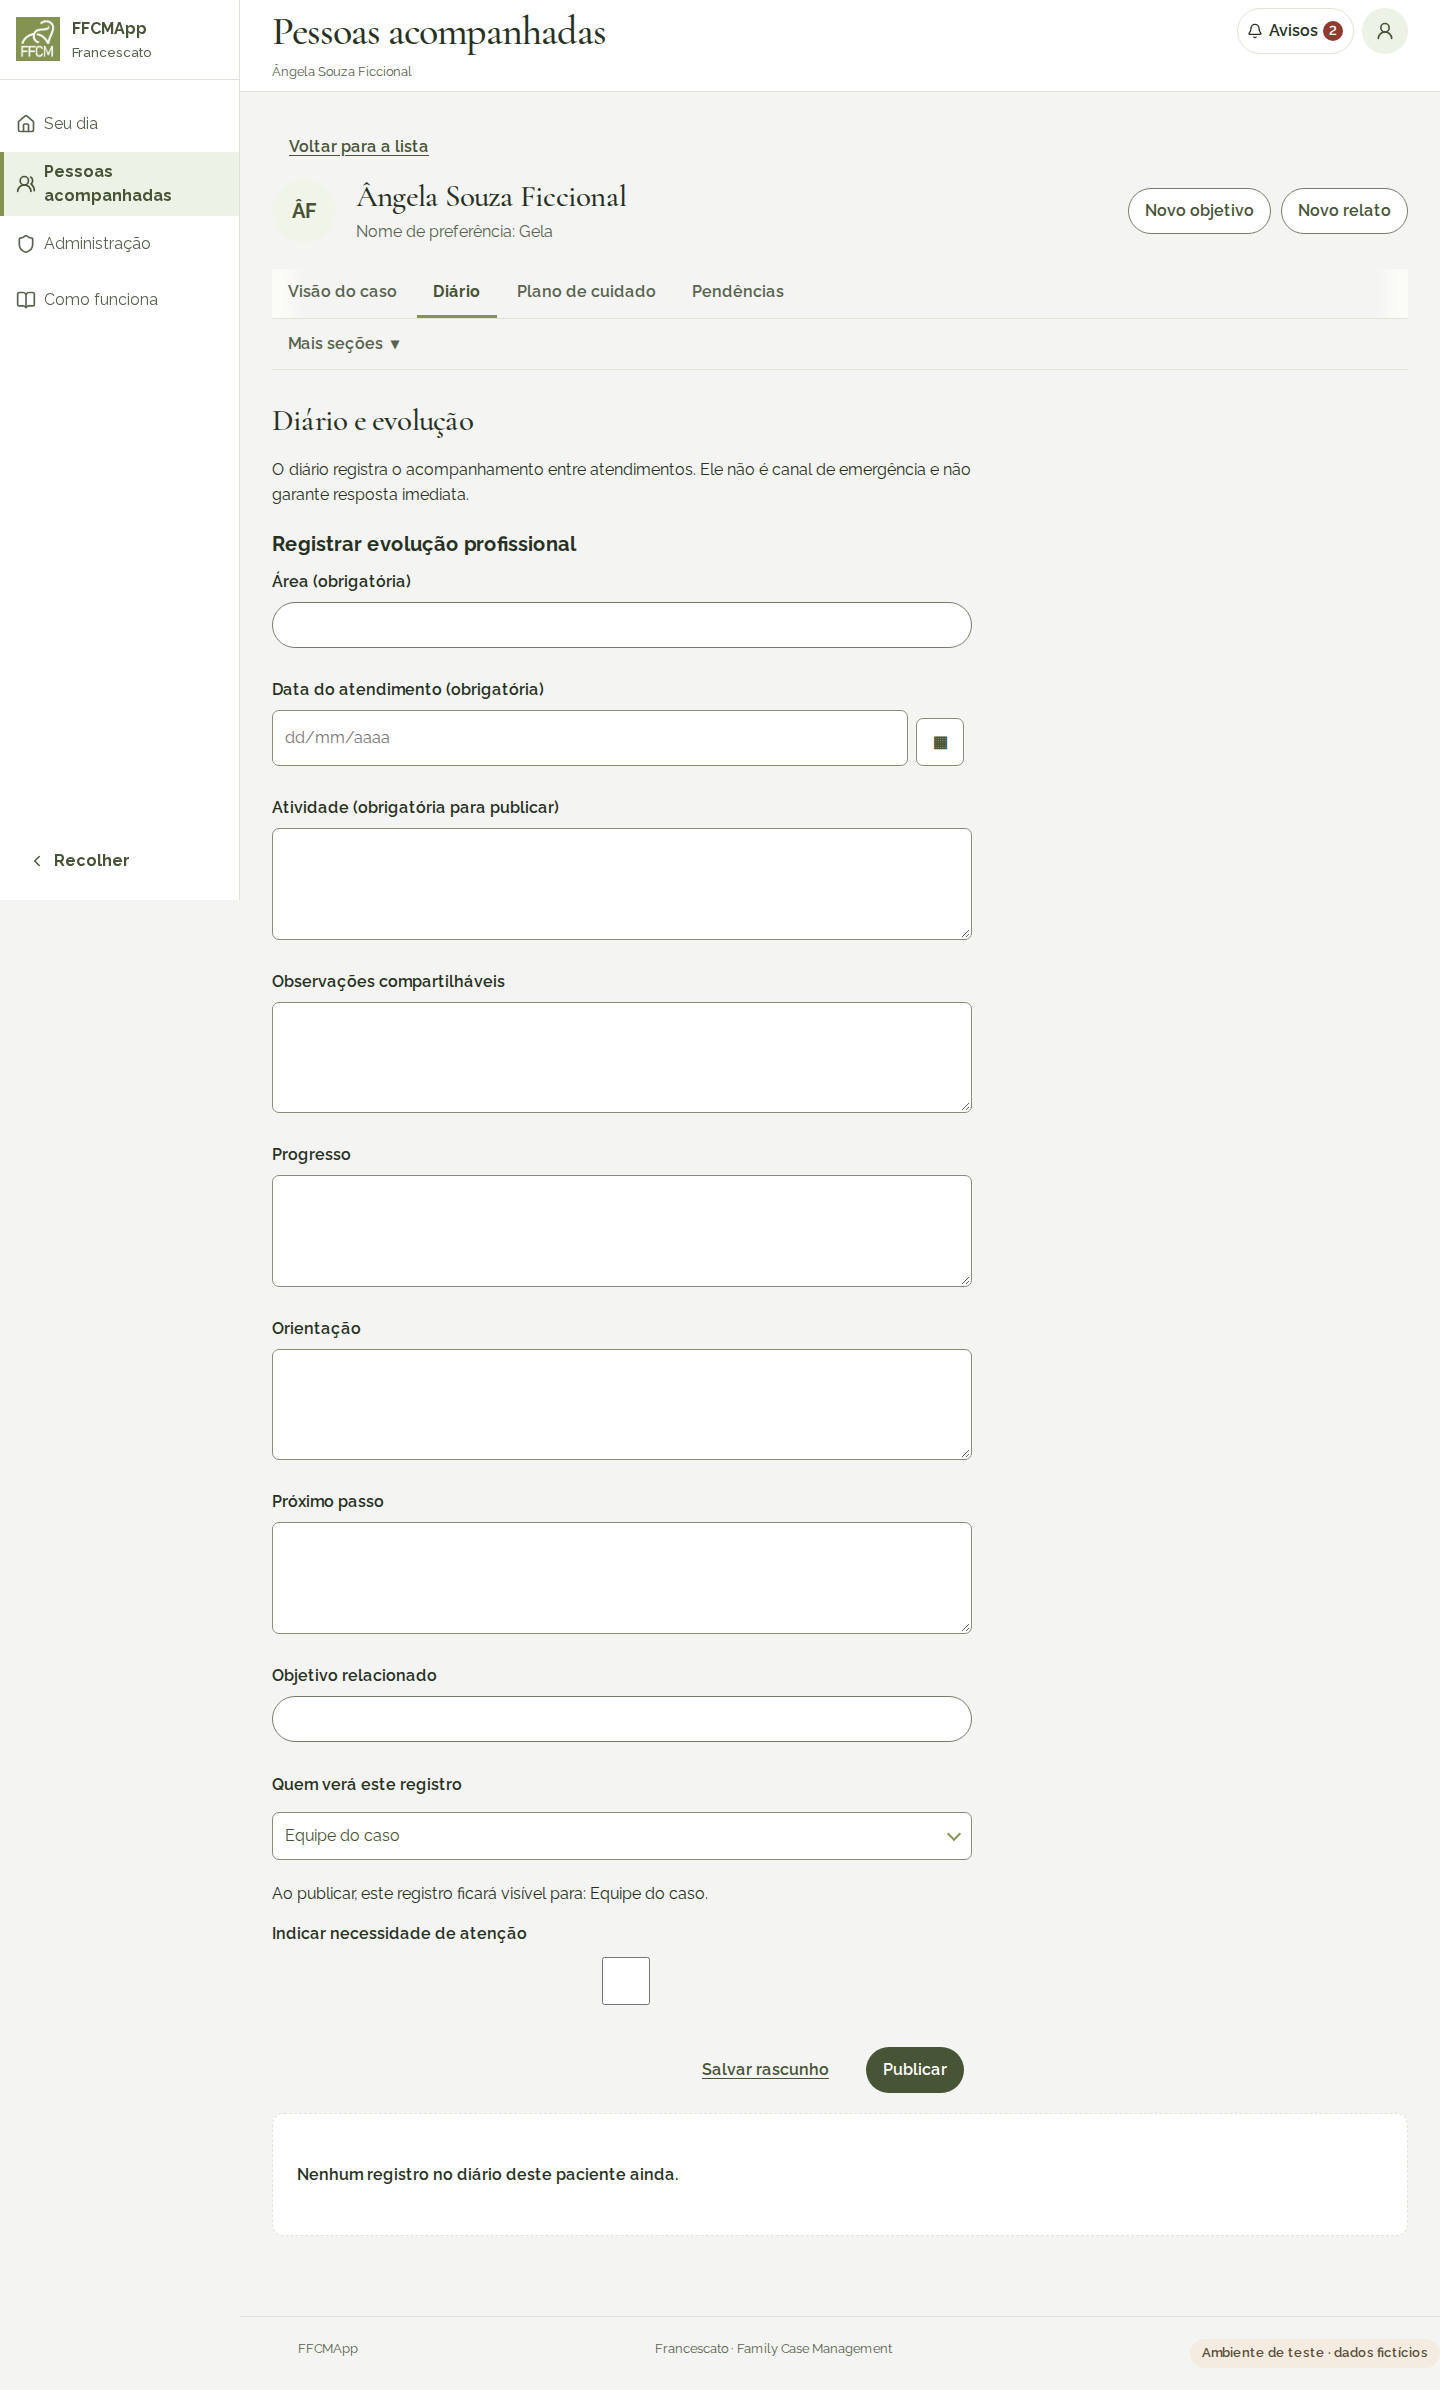 FFCM
FFCMApp
Francescato
Seu dia
Pessoas
acompanhadas
Administração
Como funciona
Recolher
Pessoas acompanhadas
Ângela Souza Ficcional
Avisos 2
Voltar para a lista
ÂF
Ângela Souza Ficcional
Nome de preferência: Gela
Novo objetivo
Novo relato
Visão do caso
Diário
Plano de cuidado
Pendências
Mais seções ▼
Diário e evolução
O diário registra o acompanhamento entre atendimentos. Ele não é canal de emergência e não
garante resposta imediata.
Registrar evolução profissional
Área (obrigatória)
Data do atendimento (obrigatória)
dd/mm/aaaa
Atividade (obrigatória para publicar)
Observações compartilháveis
Progresso
Orientação
Próximo passo
Objetivo relacionado
Quem verá este registro
Equipe do caso
Ao publicar, este registro ficará visível para: Equipe do caso.
Indicar necessidade de atenção
Salvar rascunho
Publicar
Nenhum registro no diário deste paciente ainda.
FFCMApp
Francescato · Family Case Management
Ambiente de teste · dados fictícios